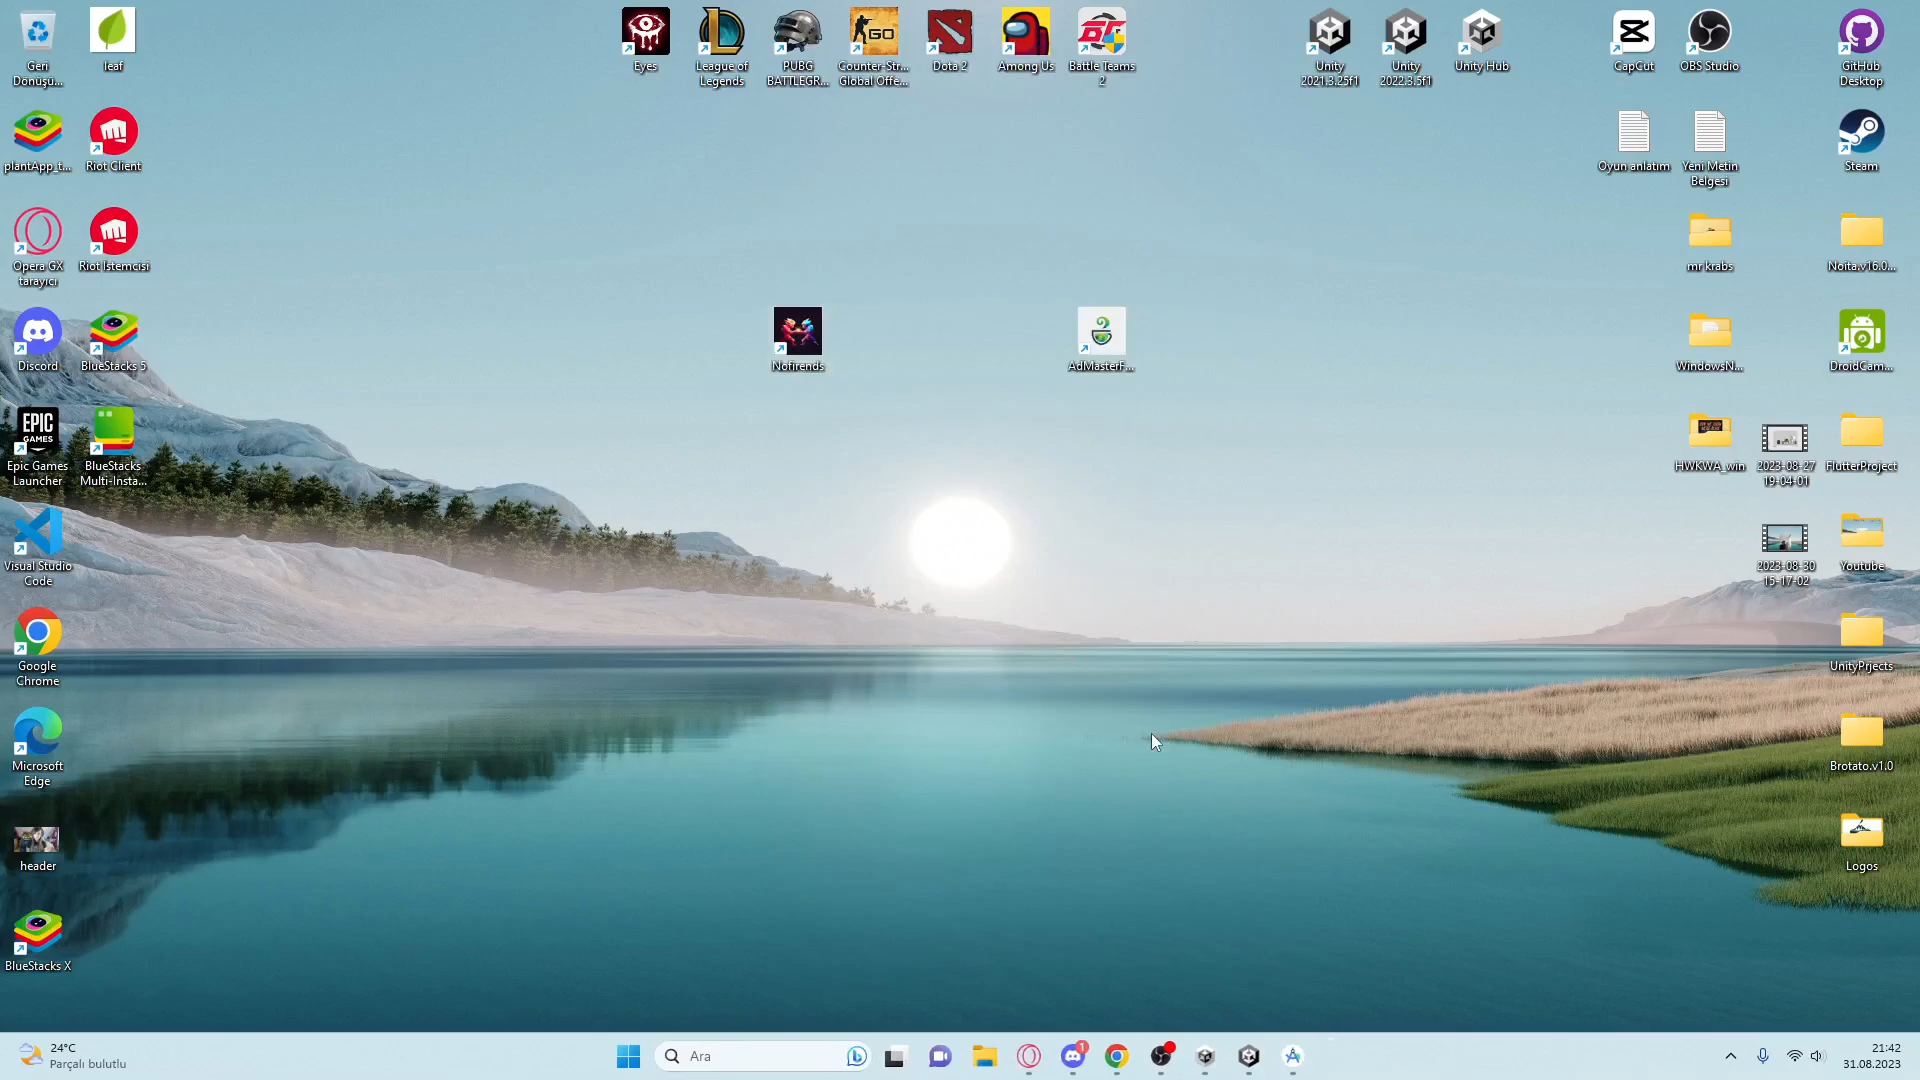 Geri
Dönüşü...
leaf
Eyes
League of
Legends
PUBG
BATTLEGR...
Counter-Str...
Global Offe...
GO
Dota 2
Among Us
Battle Teams
2
Unity
2021.3.25f1
Unity
2022.3.5f1
Unity Hub
CapCut
OBS Studio
GitHub
Desktop
plantApp_t...
Riot Client
Oyun anlatım
Yeni Metin
Belgesi
Steam
Opera GX
tarayıcı
Riot İstemcisi
mr krabs
Noita.v16.0...
Discord
BlueStacks 5
Nofirends
AdMasterF...
WindowsN...
DroidCam...
EPIC
GAMES
Epic Games
Launcher
BlueStacks
Multi-Insta...
HWKWA_win
2023-08-27
19-04-01
FlutterProject
Visual Studio
Code
2023-08-30
15-17-02
Youtube
Google
Chrome
UnityPrjects
Microsoft
Edge
Brotato.v1.0
header
Logos
BlueStacks X
24°C
Parçalı bulutlu
Ara
1
21:42
31.08.2023